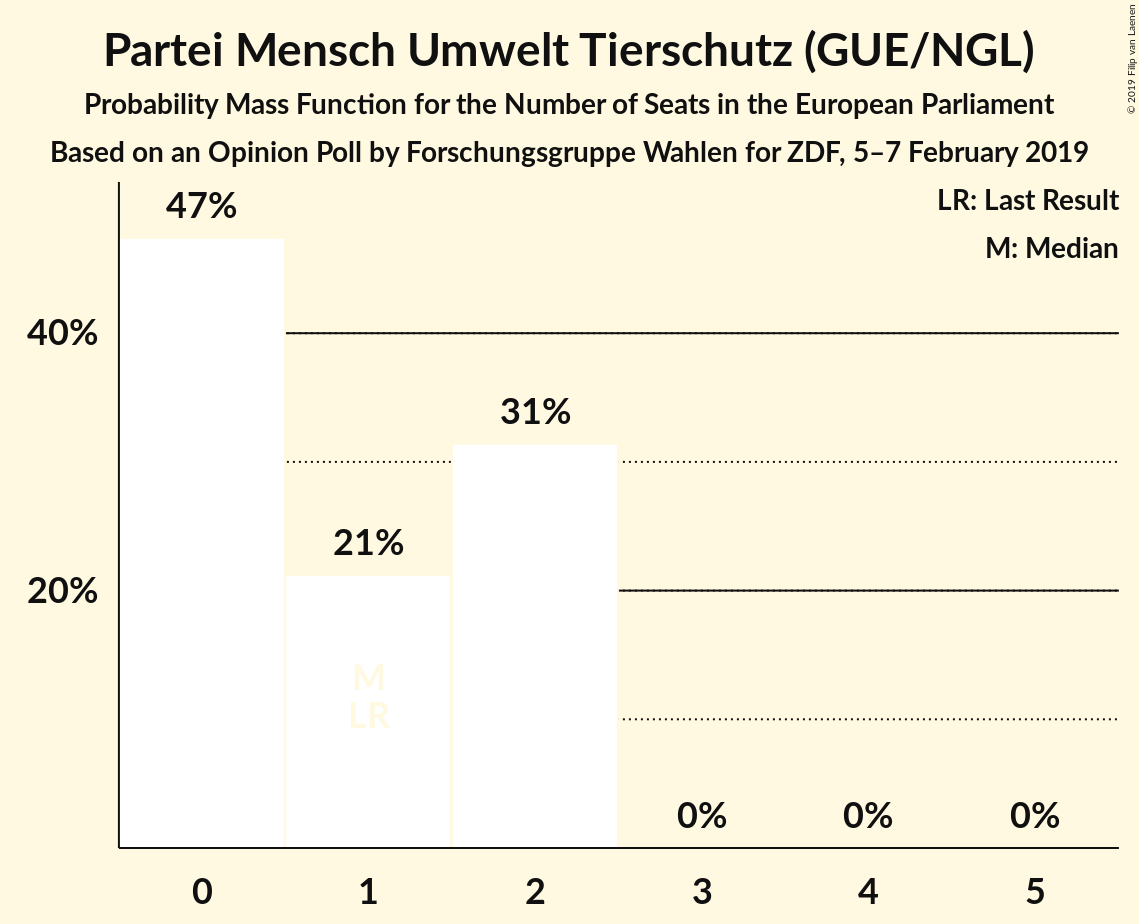 Partei Mensch Umwelt Tierschutz (GUE/NGL)
Probability Mass Function for the Number of Seats in the European Parliament
Based on an Opinion Poll by Forschungsgruppe Wahlen for ZDF, 5–7 February 2019
© 2019 Filip van Laenen
LR: Last Result
M: Median
47%
40%
31%
21%
20%
M
LR
0% 0% 0%
0 1 2 3 4 5